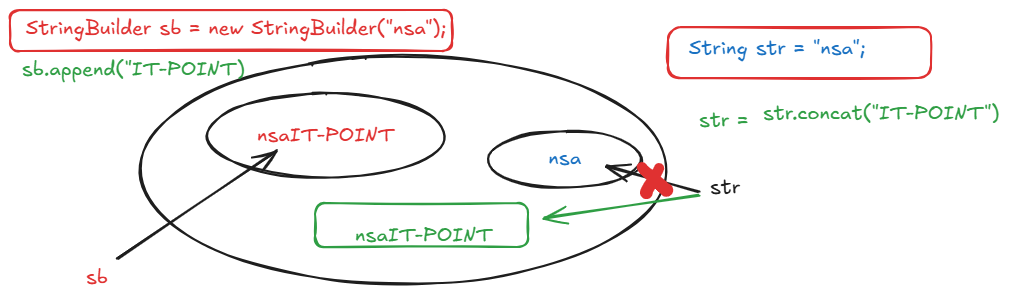 StringBuilder sb = new StringBuilder("nsa");
sb.append("IT-POINT)
String str = "nsa";
str = str.concat("IT-POINT")
nsaIT-POINT
nsa
str
nsaIT-POINT
sb